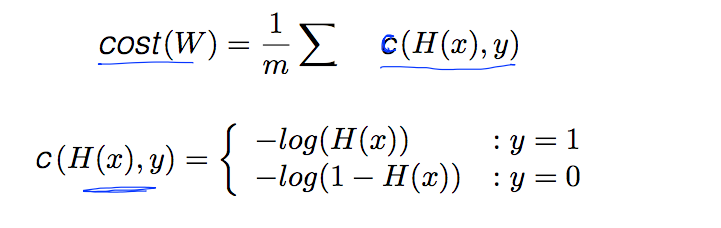 cost(W) = 1/m ∑ c(H(x), y)
c(H(x), y) = { −log(H(x)) : y = 1
−log(1 − H(x)) : y = 0